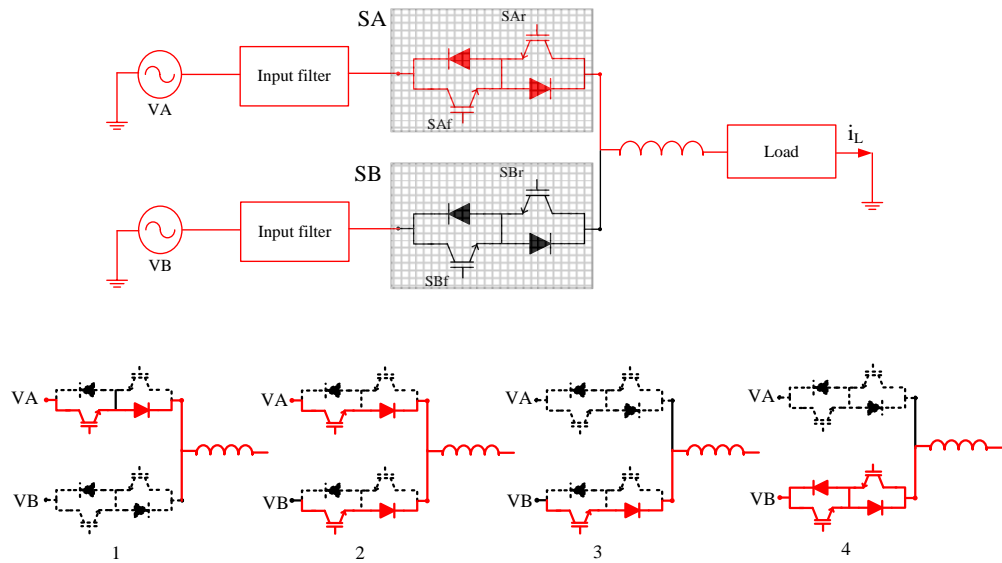 SA
SAr
Input filter
VA
SAf
iL
Load
SB
SBr
Input filter
VB
SBf
VA
VB
1
VA
VB
2
VA
VB
3
VA
VB
4